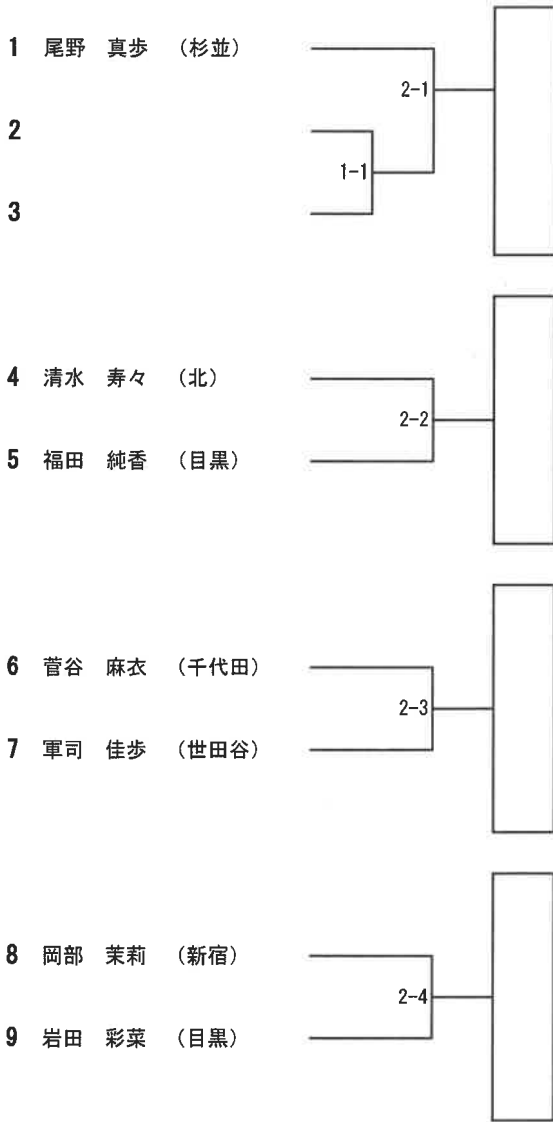 1 尾野 真歩 (杉並)
2-1
2
1-1
3
4 清水 寿々 (北)
2-2
5 福田 純香 (目黒)
6 菅谷 麻衣 (千代田)
2-3
7 軍司 佳歩 (世田谷)
8 岡部 茉莉 (新宿)
2-4
9 岩田 彩菜 (目黒)